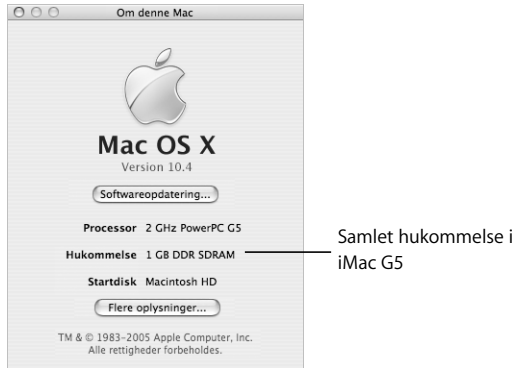 Om denne Mac
Mac OS X
Version 10.4
Softwareopdatering...
Processor 2 GHz PowerPC G5
Hukommelse 1 GB DDR SDRAM
Startdisk Macintosh HD
Flere oplysninger...
TM & © 1983–2005 Apple Computer, Inc.
Alle rettigheder forbeholdes.
Samlet hukommelse i
iMac G5